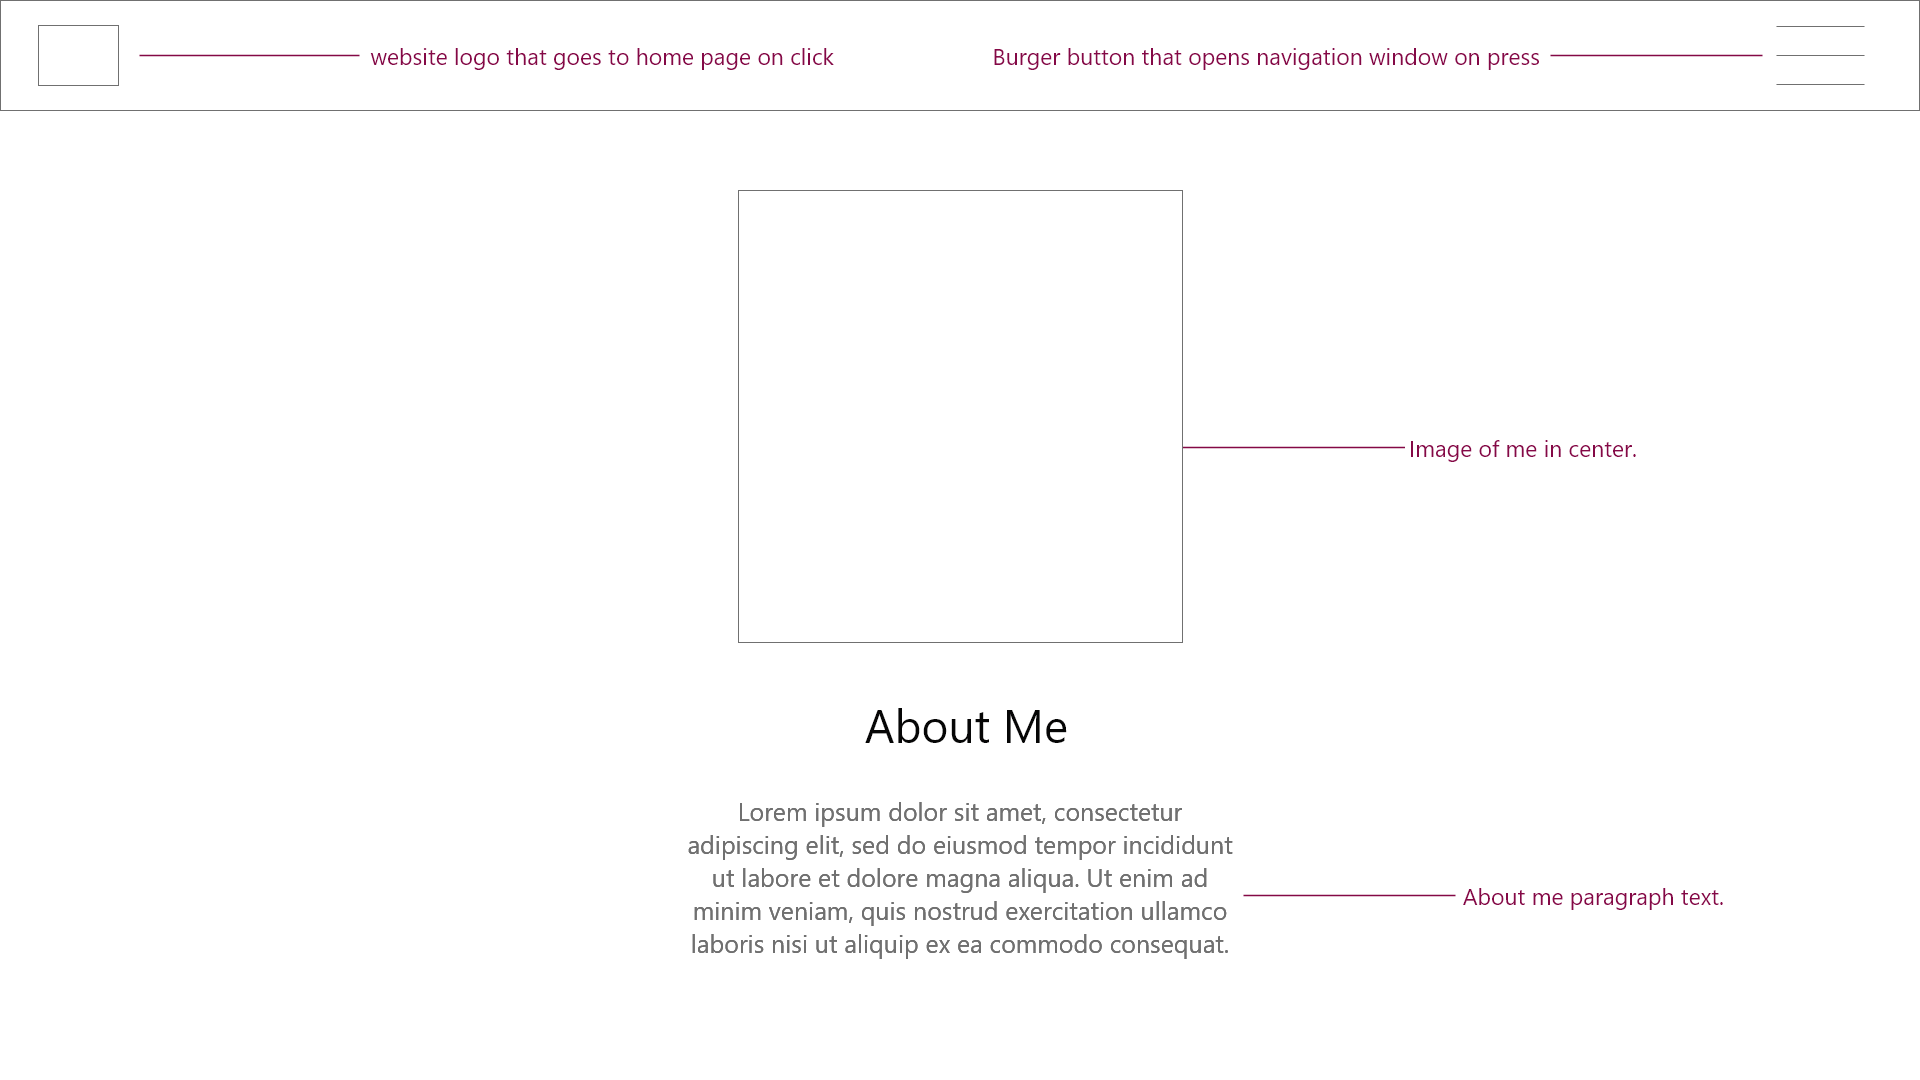 website logo that goes to home page on click
Burger button that opens navigation window on press
Image of me in center.
About Me
Lorem ipsum dolor sit amet, consectetur
adipiscing elit, sed do eiusmod tempor incididunt
ut labore et dolore magna aliqua. Ut enim ad
minim veniam, quis nostrud exercitation ullamco
laboris nisi ut aliquip ex ea commodo consequat.
About me paragraph text.